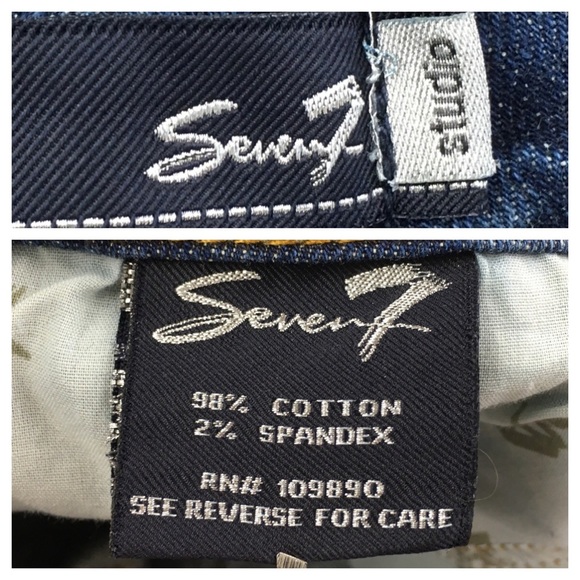 Seven7
studio
Seven7
98% COTTON
2% SPANDEX
RN# 109890
SEE REVERSE FOR CARE